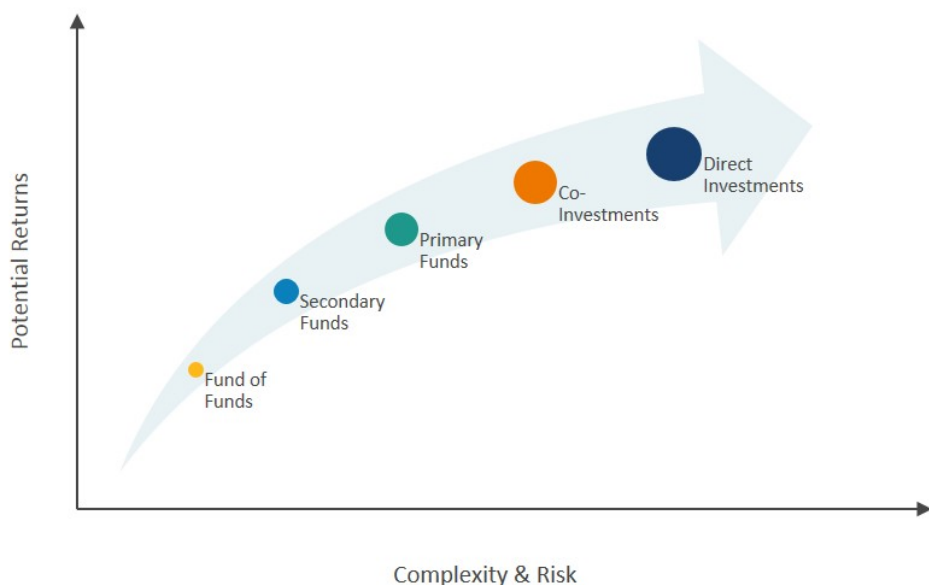 Potential Returns
Direct
Investments
Co-
Investments
Primary
Funds
Secondary
Funds
Fund of
Funds
Complexity & Risk